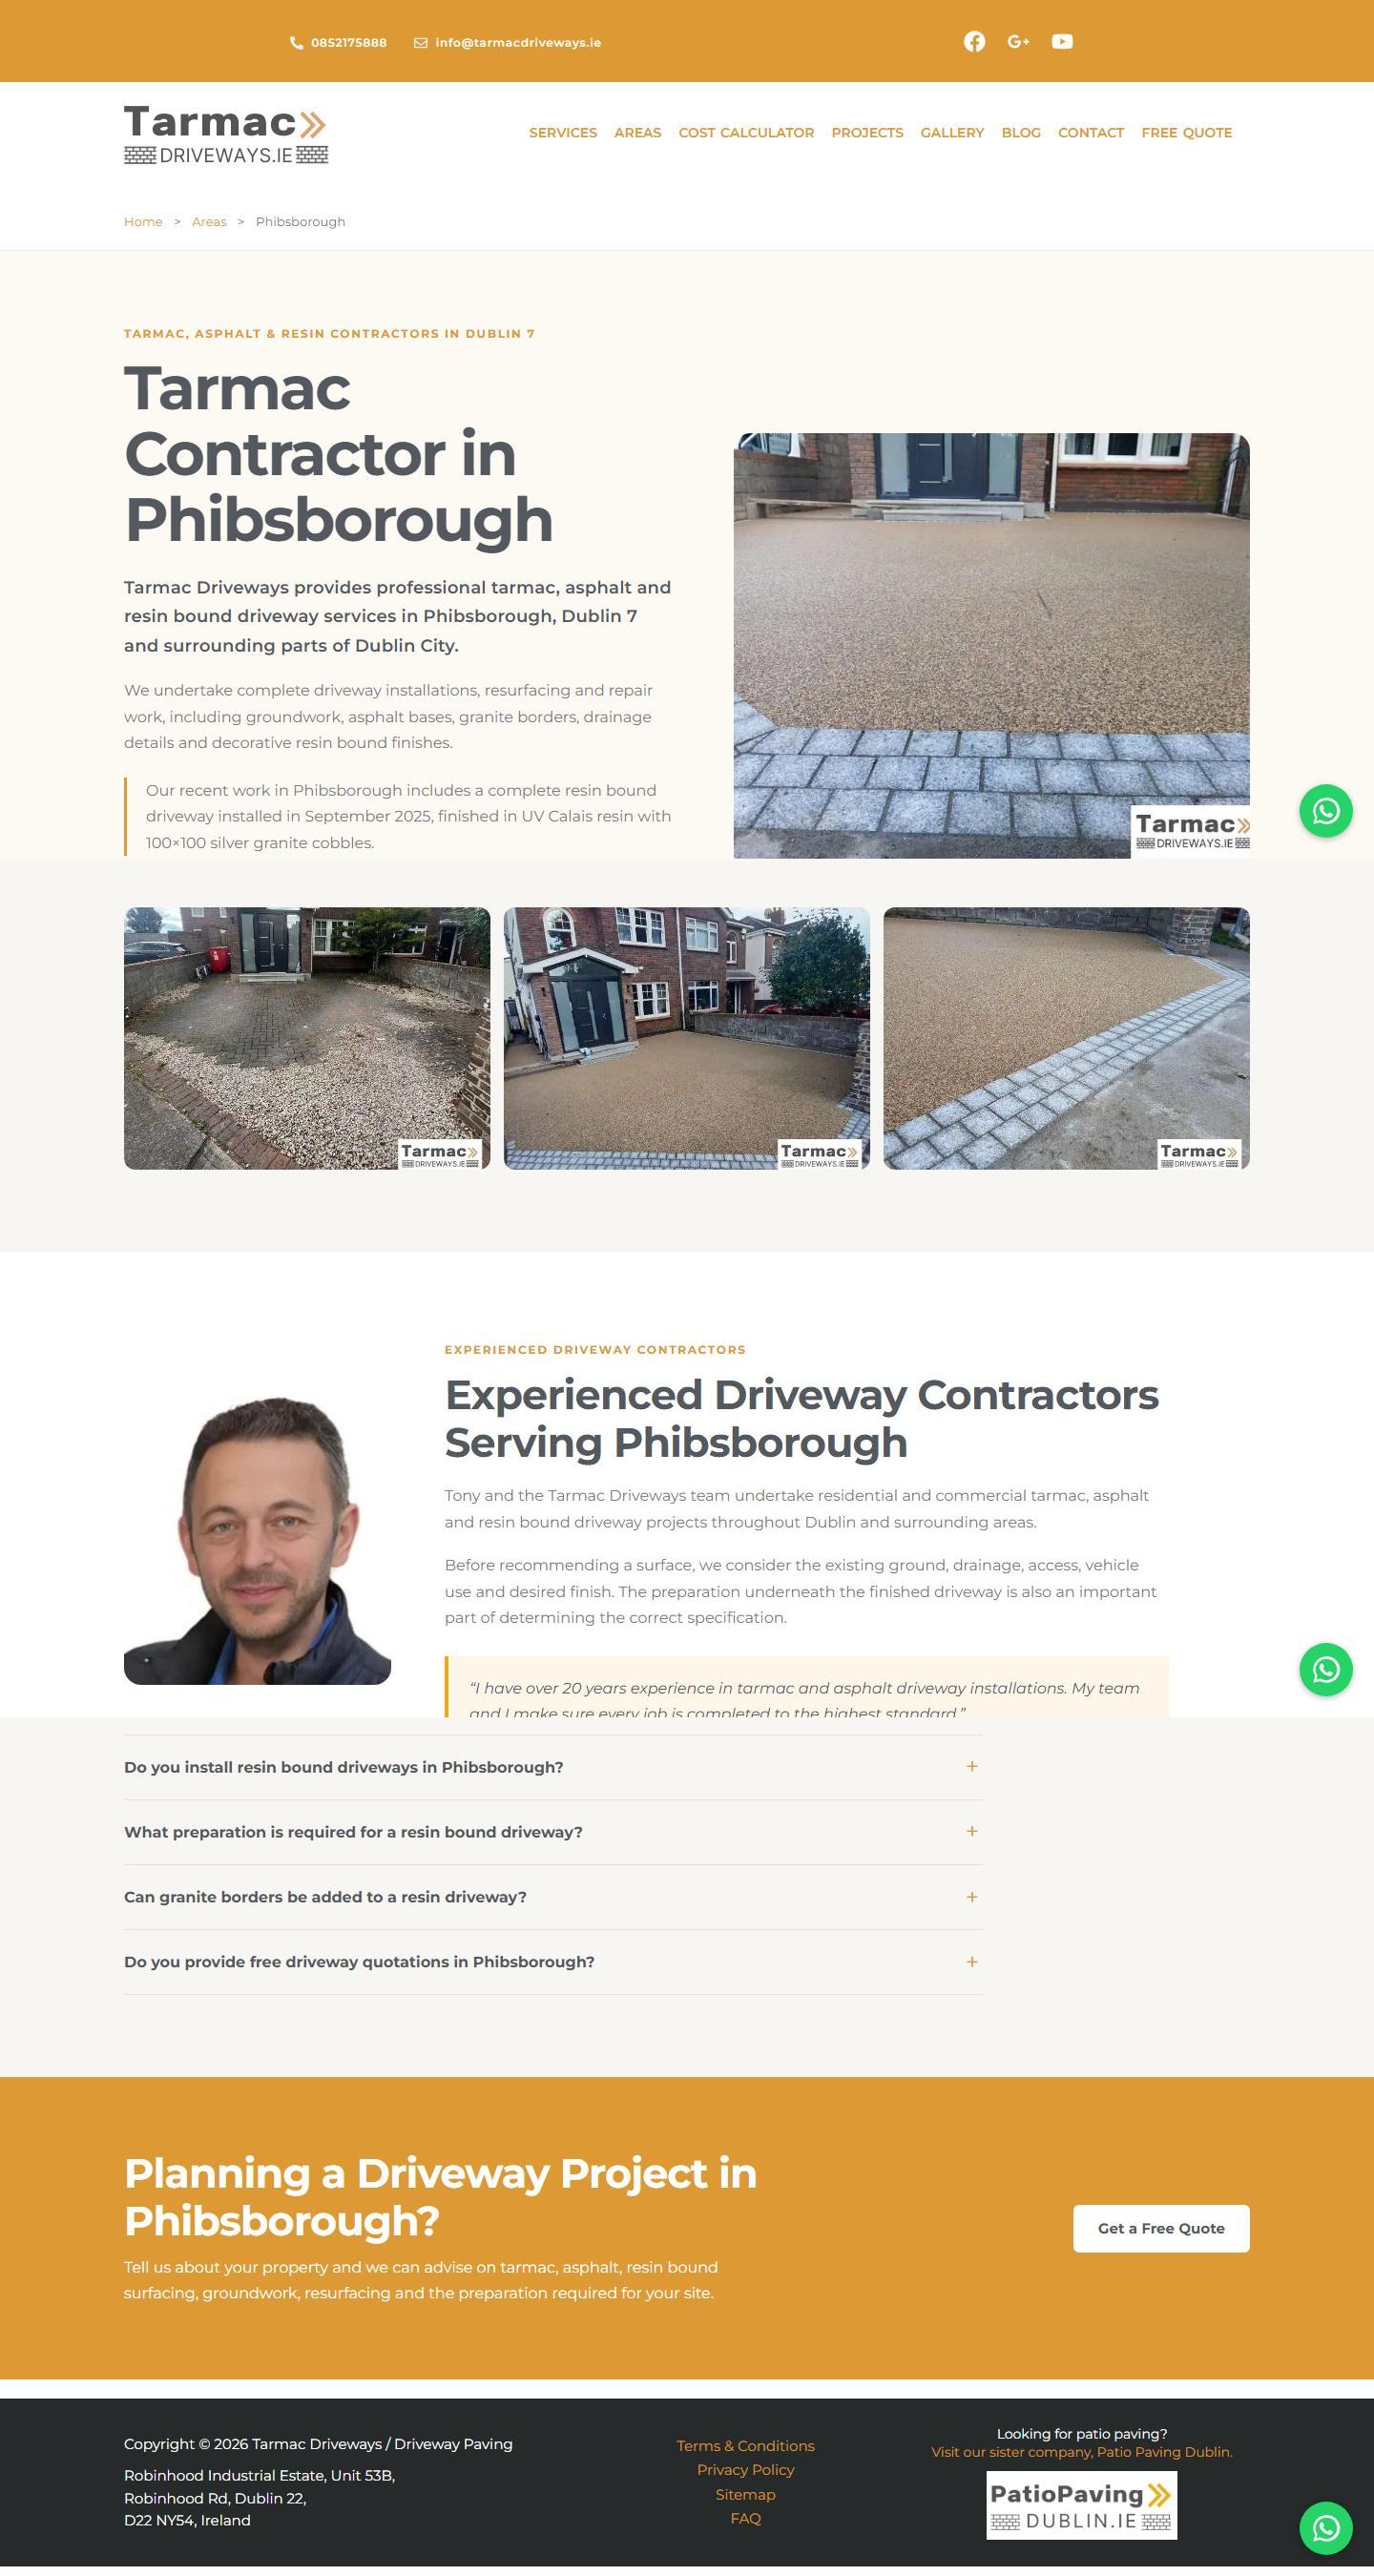 0852175888
info@tarmacdriveways.ie
Tarmac
DRIVEWAYS.IE
SERVICES AREAS COST CALCULATOR PROJECTS GALLERY BLOG CONTACT FREE QUOTE
Home > Areas > Phibsborough
TARMAC, ASPHALT & RESIN CONTRACTORS IN DUBLIN 7
Tarmac
Contractor in
Phibsborough
Tarmac Driveways provides professional tarmac, asphalt and
resin bound driveway services in Phibsborough, Dublin 7
and surrounding parts of Dublin City.
We undertake complete driveway installations, resurfacing and repair
work, including groundwork, asphalt bases, granite borders, drainage
details and decorative resin bound finishes.
Our recent work in Phibsborough includes a complete resin bound
driveway installed in September 2025, finished in UV Calais resin with
100×100 silver granite cobbles.
Tarmac
DRIVEWAYS.IE
Tarmac
DRIVEWAYS.IE
Tarmac
DRIVEWAYS.IE
Tarmac
DRIVEWAYS.IE
EXPERIENCED DRIVEWAY CONTRACTORS
Experienced Driveway Contractors
Serving Phibsborough
Tony and the Tarmac Driveways team undertake residential and commercial tarmac, asphalt
and resin bound driveway projects throughout Dublin and surrounding areas.
Before recommending a surface, we consider the existing ground, drainage, access, vehicle
use and desired finish. The preparation underneath the finished driveway is also an important
part of determining the correct specification.
“I have over 20 years experience in tarmac and asphalt driveway installations. My team
and I make sure every job is completed to the highest standard.”
Do you install resin bound driveways in Phibsborough? +
What preparation is required for a resin bound driveway? +
Can granite borders be added to a resin driveway? +
Do you provide free driveway quotations in Phibsborough? +
Planning a Driveway Project in
Phibsborough?
Tell us about your property and we can advise on tarmac, asphalt, resin bound
surfacing, groundwork, resurfacing and the preparation required for your site.
Get a Free Quote
Copyright © 2026 Tarmac Driveways / Driveway Paving
Robinhood Industrial Estate, Unit 53B,
Robinhood Rd, Dublin 22,
D22 NY54, Ireland
Terms & Conditions
Privacy Policy
Sitemap
FAQ
Looking for patio paving?
Visit our sister company, Patio Paving Dublin.
PatioPaving
DUBLIN.IE